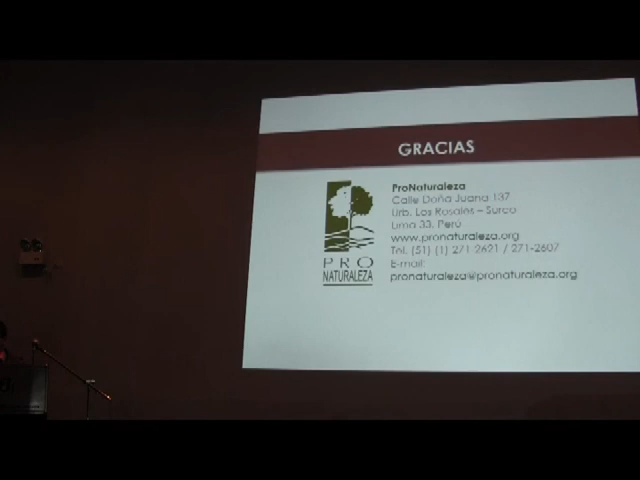 GRACIAS
ProNaturaleza
Calle Doña Juana 137
Urb. Los Rosales – Surco
Lima 33, Perú
www.pronaturaleza.org
Tel. (51) (1) 271-2621 / 271-2607
E-mail:
pronaturaleza@pronaturaleza.org
PRO
NATURALEZA